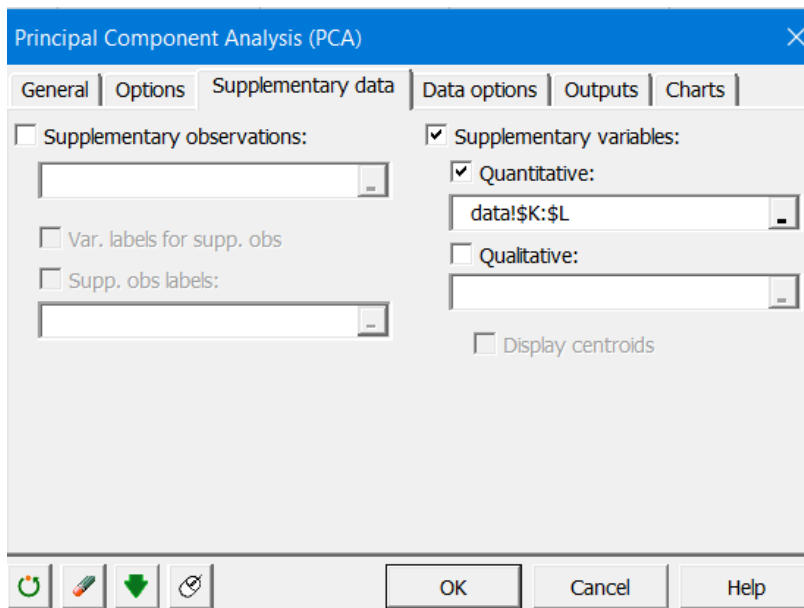 Principal Component Analysis (PCA)
General Options Supplementary data Data options Outputs Charts
Supplementary observations:
Var. labels for supp. obs
Supp. obs labels:
Supplementary variables:
Quantitative:
data!$K:$L
Qualitative:
Display centroids
OK Cancel Help